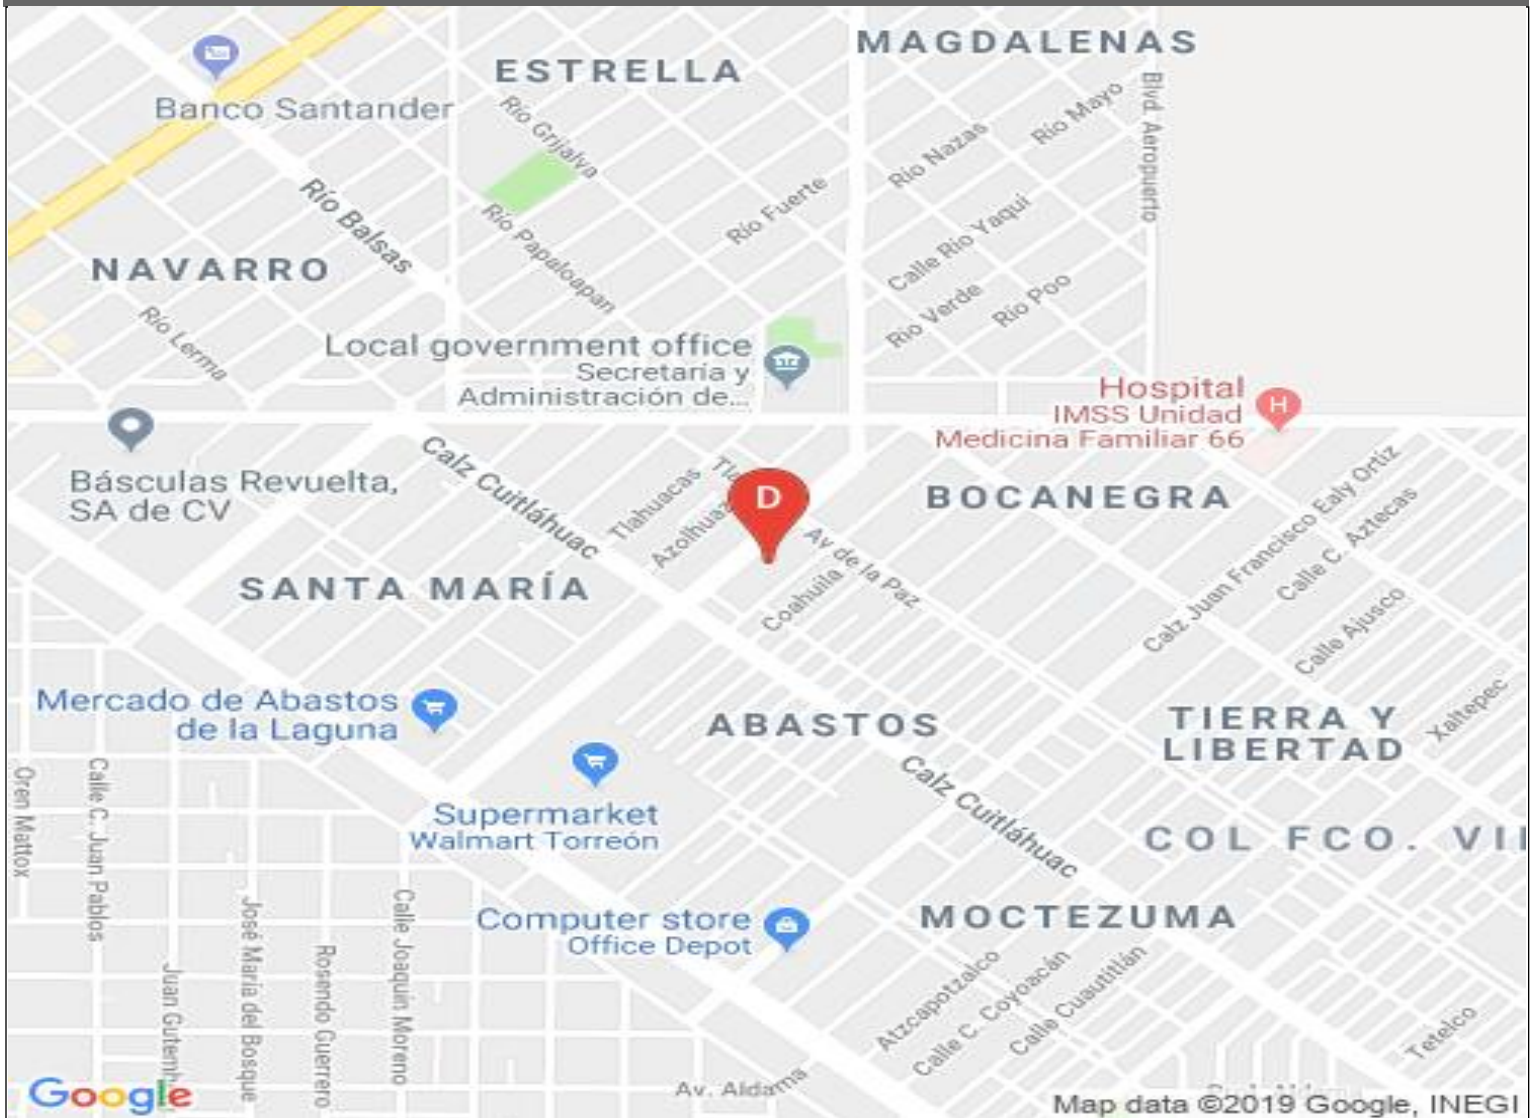 MAGDALENAS
ESTRELLA
Banco Santander
Río Grijalva
Río Mayo
Río Nazas
Blvd. Aeropuerto
Río Balsas
Río Papaloapan
Río Fuerte
Calle Río Yaqui
NAVARRO
Río Lerma
Río Verde
Río Poo
Local government office
Secretaría y
Administración de...
Hospital
IMSS Unidad
Medicina Familiar 66
Básculas Revuelta,
SA de CV
Calz Cuitláhuac
Tlahuacas
Azolhuac
D
BOCANEGRA
Calz Juan Francisco Ealy Ortiz
Calle C. Aztecas
Av de la Paz
Coahuila
SANTA MARÍA
Calle Ajusco
Mercado de Abastos
de la Laguna
ABASTOS
TIERRA Y
LIBERTAD
Xaltepec
Supermarket
Walmart Torreón
Calz Cuitláhuac
COL FCO. VII
Oren Mattox
Calle C. Juan Pablos
Computer store
Office Depot
MOCTEZUMA
José María del Bosque
Rosendo Guerrero
Calle Joaquín Moreno
Juan Gutemb
Atzcapotzalco
Calle C. Coyoacán
Calle Cuautitlán
Tetelco
Av. Aldama
Google
Map data ©2019 Google, INEGI